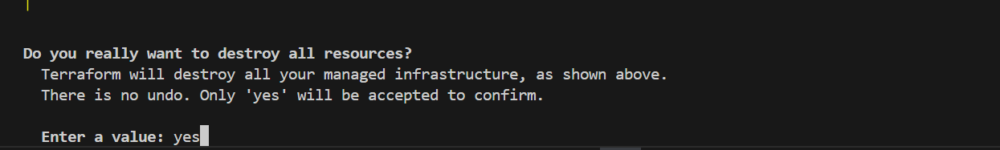 Do you really want to destroy all resources?
Terraform will destroy all your managed infrastructure, as shown above.
There is no undo. Only 'yes' will be accepted to confirm.
Enter a value: yes